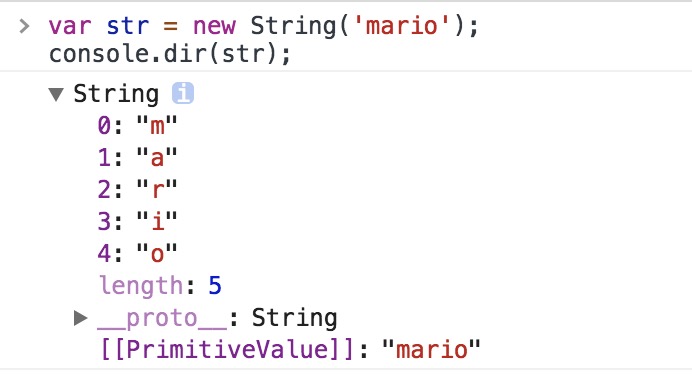 > var str = new String('mario');
console.dir(str);
▼ String i
0: "m"
1: "a"
2: "r"
3: "i"
4: "o"
length: 5
▶ __proto__: String
[[PrimitiveValue]]: "mario"